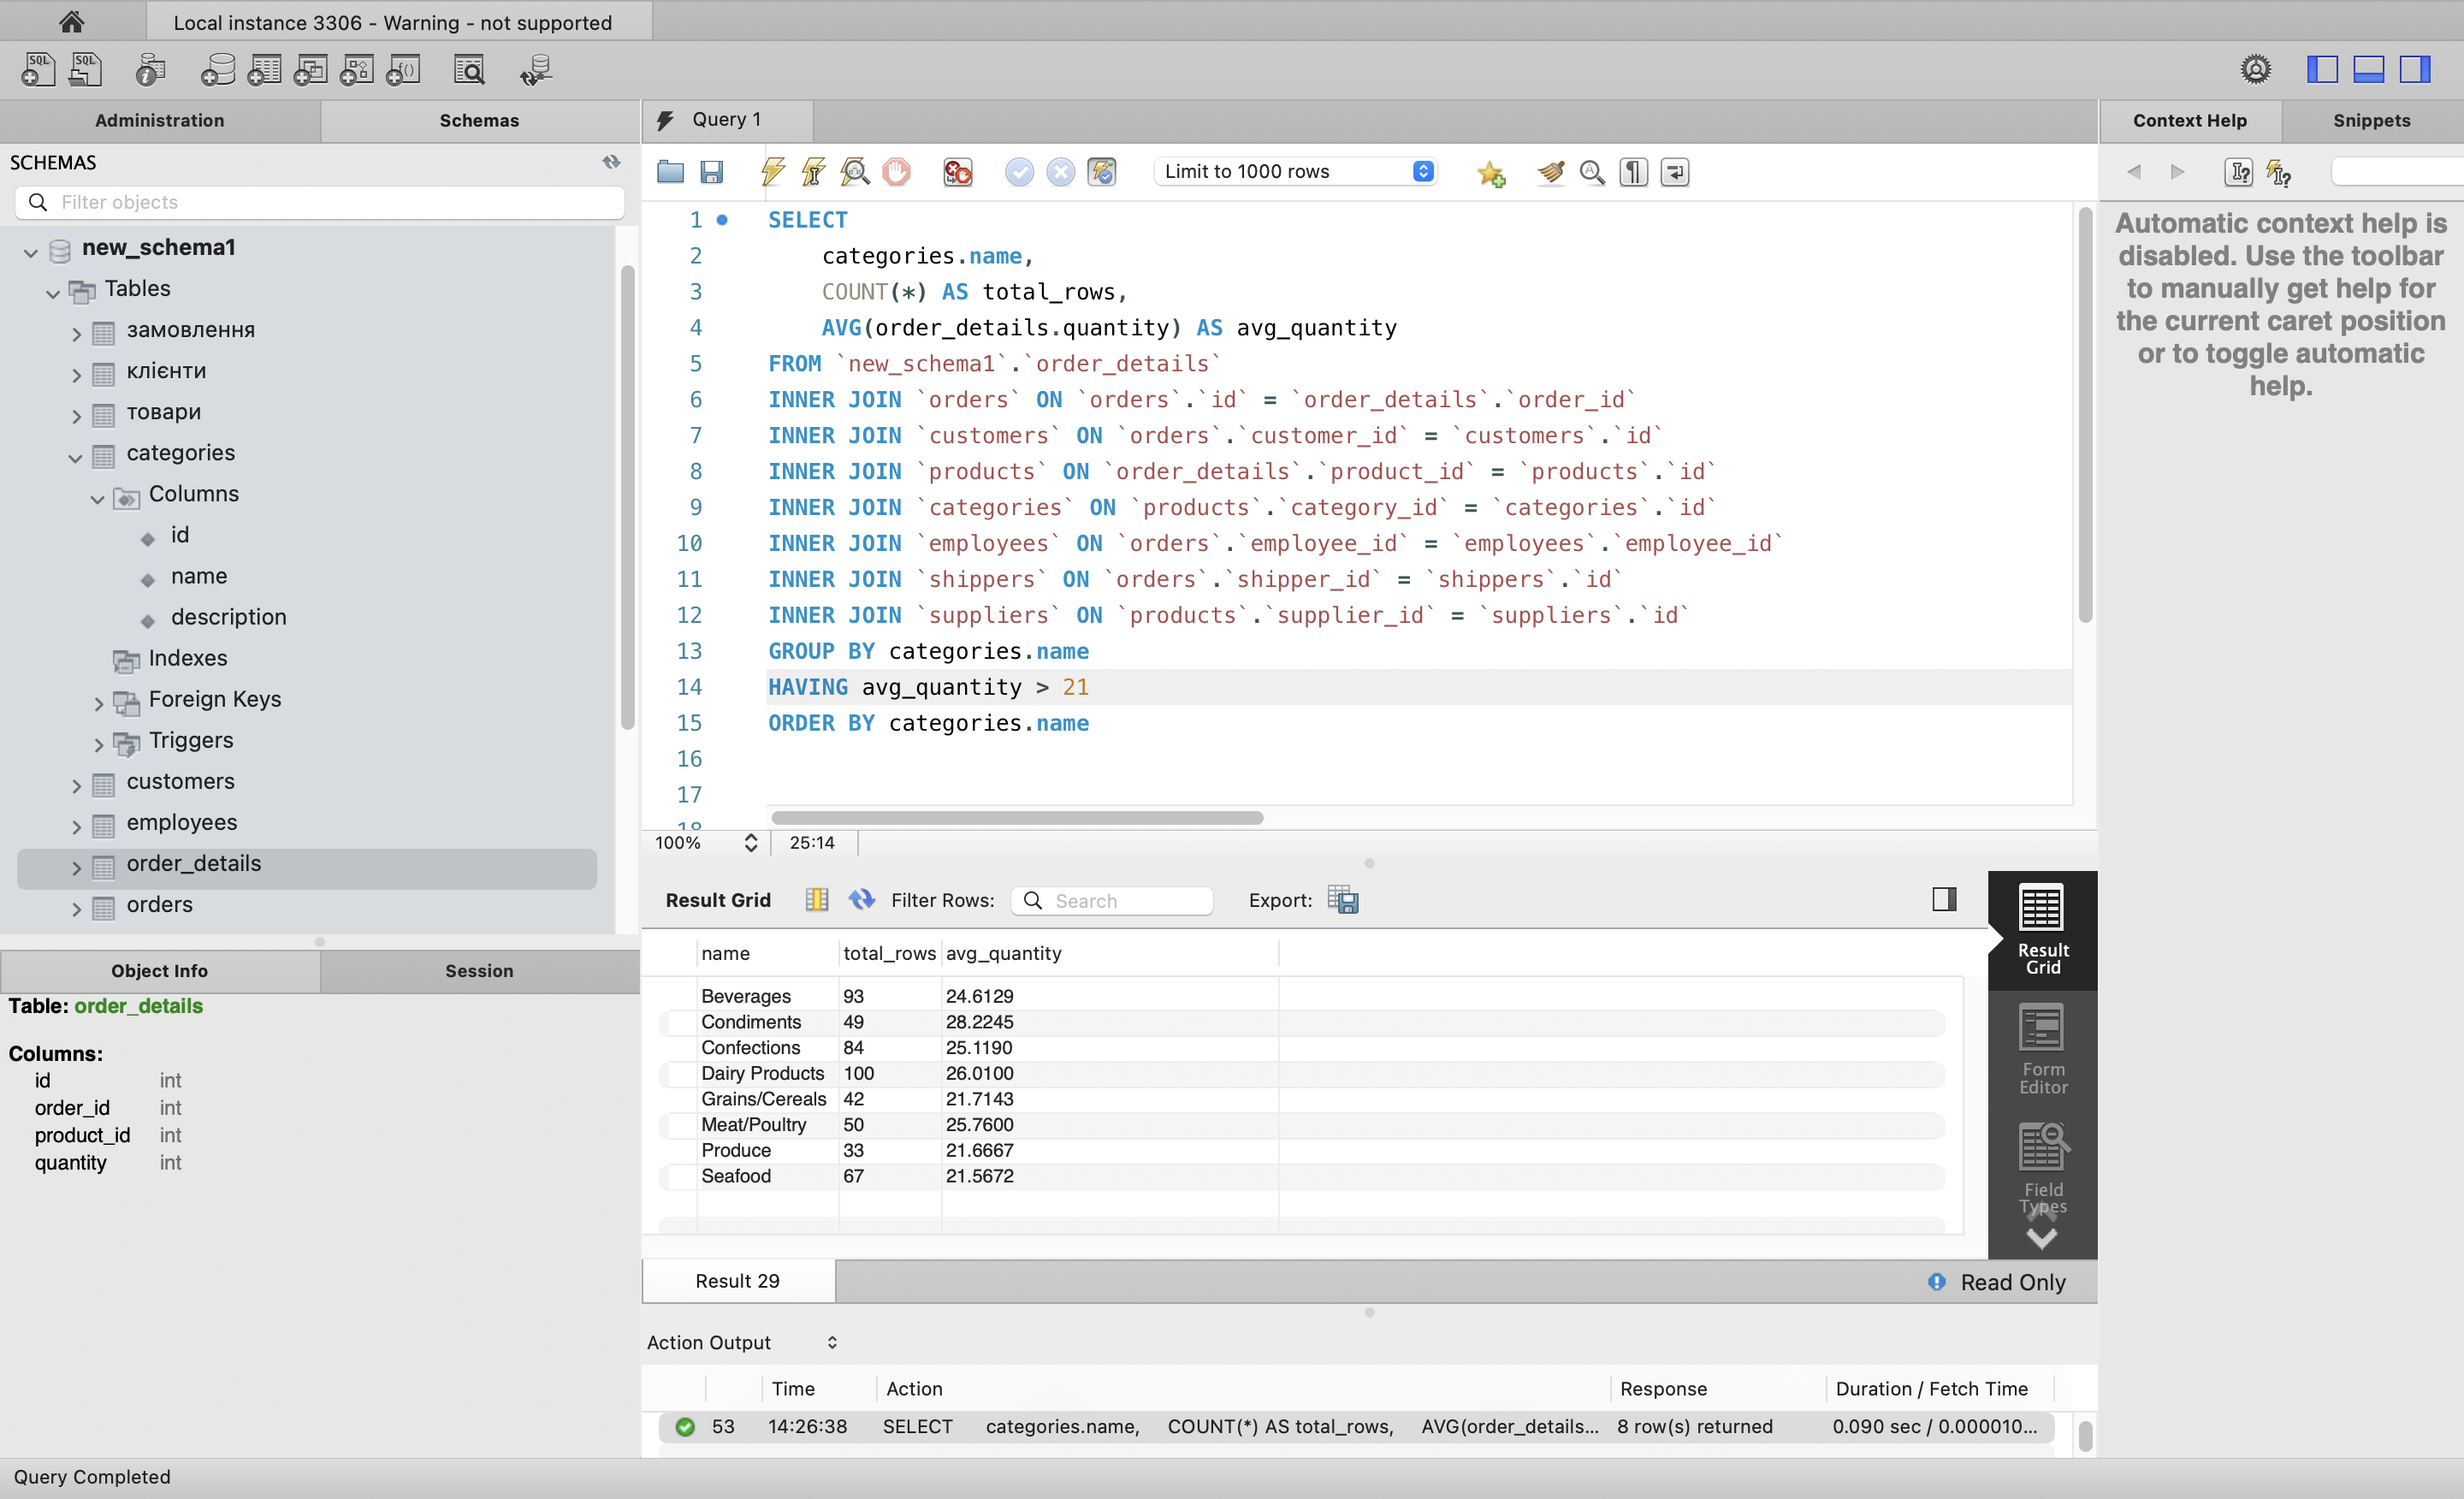 Local instance 3306 - Warning - not supported
Administration
Schemas
SCHEMAS
Filter objects
new_schema1
Tables
замовлення
клієнти
товари
categories
Columns
id
name
description
Indexes
Foreign Keys
Triggers
customers
employees
order_details
orders
Object Info
Session
Table: order_details
Columns:
id int
order_id int
product_id int
quantity int
Query Completed
Query 1
Limit to 1000 rows
1 SELECT
2 categories.name,
3 COUNT(*) AS total_rows,
4 AVG(order_details.quantity) AS avg_quantity
5 FROM `new_schema1`.`order_details`
6 INNER JOIN `orders` ON `orders`.`id` = `order_details`.`order_id`
7 INNER JOIN `customers` ON `orders`.`customer_id` = `customers`.`id`
8 INNER JOIN `products` ON `order_details`.`product_id` = `products`.`id`
9 INNER JOIN `categories` ON `products`.`category_id` = `categories`.`id`
10 INNER JOIN `employees` ON `orders`.`employee_id` = `employees`.`employee_id`
11 INNER JOIN `shippers` ON `orders`.`shipper_id` = `shippers`.`id`
12 INNER JOIN `suppliers` ON `products`.`supplier_id` = `suppliers`.`id`
13 GROUP BY categories.name
14 HAVING avg_quantity > 21
15 ORDER BY categories.name
16
17
18
100% 25:14
Result Grid Filter Rows: Search Export:
name total_rows avg_quantity
Beverages 93 24.6129
Condiments 49 28.2245
Confections 84 25.1190
Dairy Products 100 26.0100
Grains/Cereals 42 21.7143
Meat/Poultry 50 25.7600
Produce 33 21.6667
Seafood 67 21.5672
Result
Grid
Form
Editor
Field
Types
Result 29
Read Only
Action Output
Time Action Response Duration / Fetch Time
53 14:26:38 SELECT categories.name, COUNT(*) AS total_rows, AVG(order_details... 8 row(s) returned 0.090 sec / 0.000010...
Context Help
Snippets
Automatic context help is
disabled. Use the toolbar
to manually get help for
the current caret position
or to toggle automatic
help.